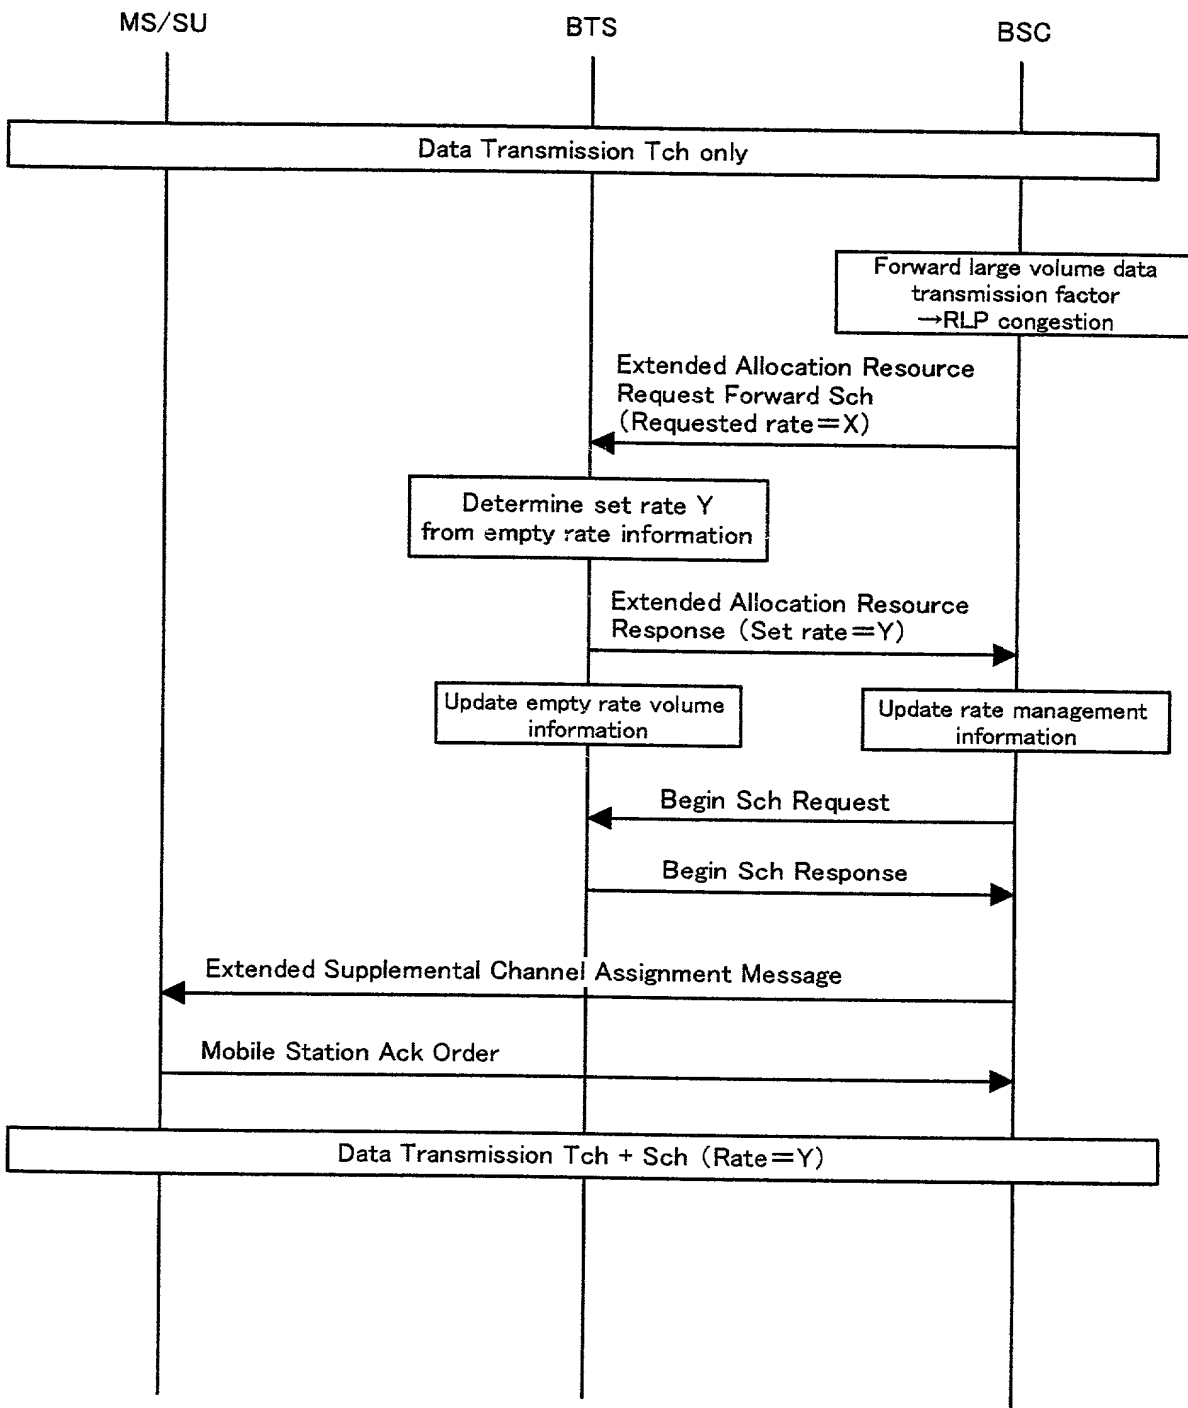 MS/SU
BTS
BSC
Data Transmission Tch only
Forward large volume data
transmission factor
→RLP congestion
Extended Allocation Resource
Request Forward Sch
(Requested rate=X)
Determine set rate Y
from empty rate information
Extended Allocation Resource
Response (Set rate=Y)
Update empty rate volume
information
Update rate management
information
Begin Sch Request
Begin Sch Response
Extended Supplemental Channel Assignment Message
Mobile Station Ack Order
Data Transmission Tch + Sch (Rate=Y)